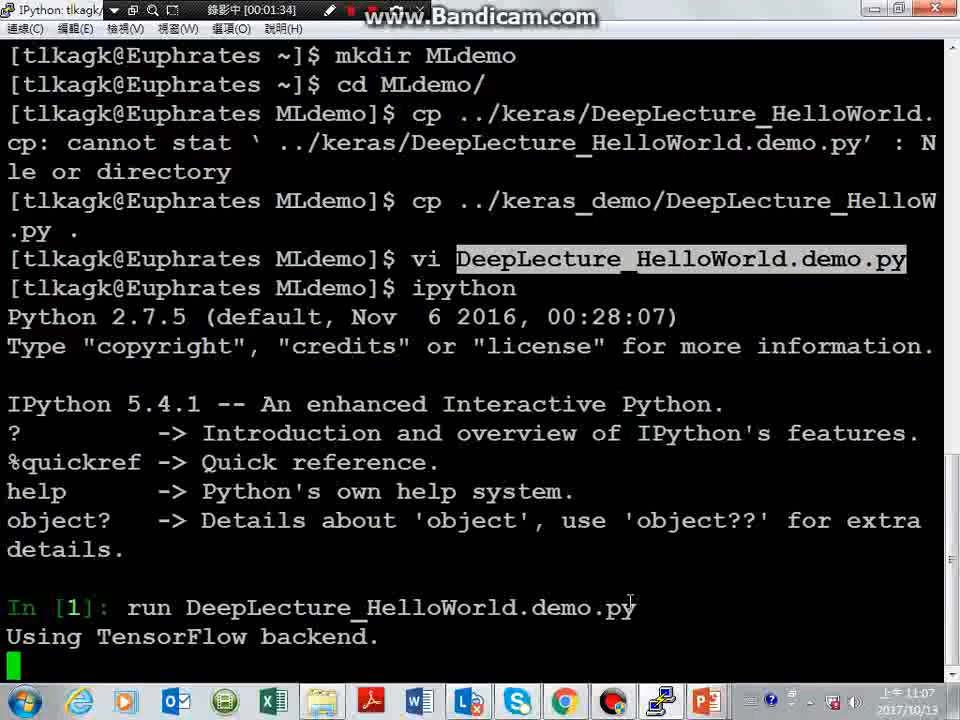 IPython: tlkagk/
錄影中 [00:01:34]
www.Bandicam.com
連線(C) 編輯(E) 檢視(V) 視窗(W) 選項(O) 說明(H)
[tlkagk@Euphrates ~]$ mkdir MLdemo
[tlkagk@Euphrates ~]$ cd MLdemo/
[tlkagk@Euphrates MLdemo]$ cp ../keras/DeepLecture_HelloWorld.
cp: cannot stat ‘ ../keras/DeepLecture_HelloWorld.demo.py’ : N
le or directory
[tlkagk@Euphrates MLdemo]$ cp ../keras_demo/DeepLecture_HelloW
.py .
[tlkagk@Euphrates MLdemo]$ vi DeepLecture_HelloWorld.demo.py
[tlkagk@Euphrates MLdemo]$ ipython
Python 2.7.5 (default, Nov  6 2016, 00:28:07)
Type "copyright", "credits" or "license" for more information.
IPython 5.4.1 -- An enhanced Interactive Python.
?         -> Introduction and overview of IPython's features.
%quickref -> Quick reference.
help      -> Python's own help system.
object?   -> Details about 'object', use 'object??' for extra
details.
In [1]: run DeepLecture_HelloWorld.demo.py
Using TensorFlow backend.
上午 11:07
2017/10/13